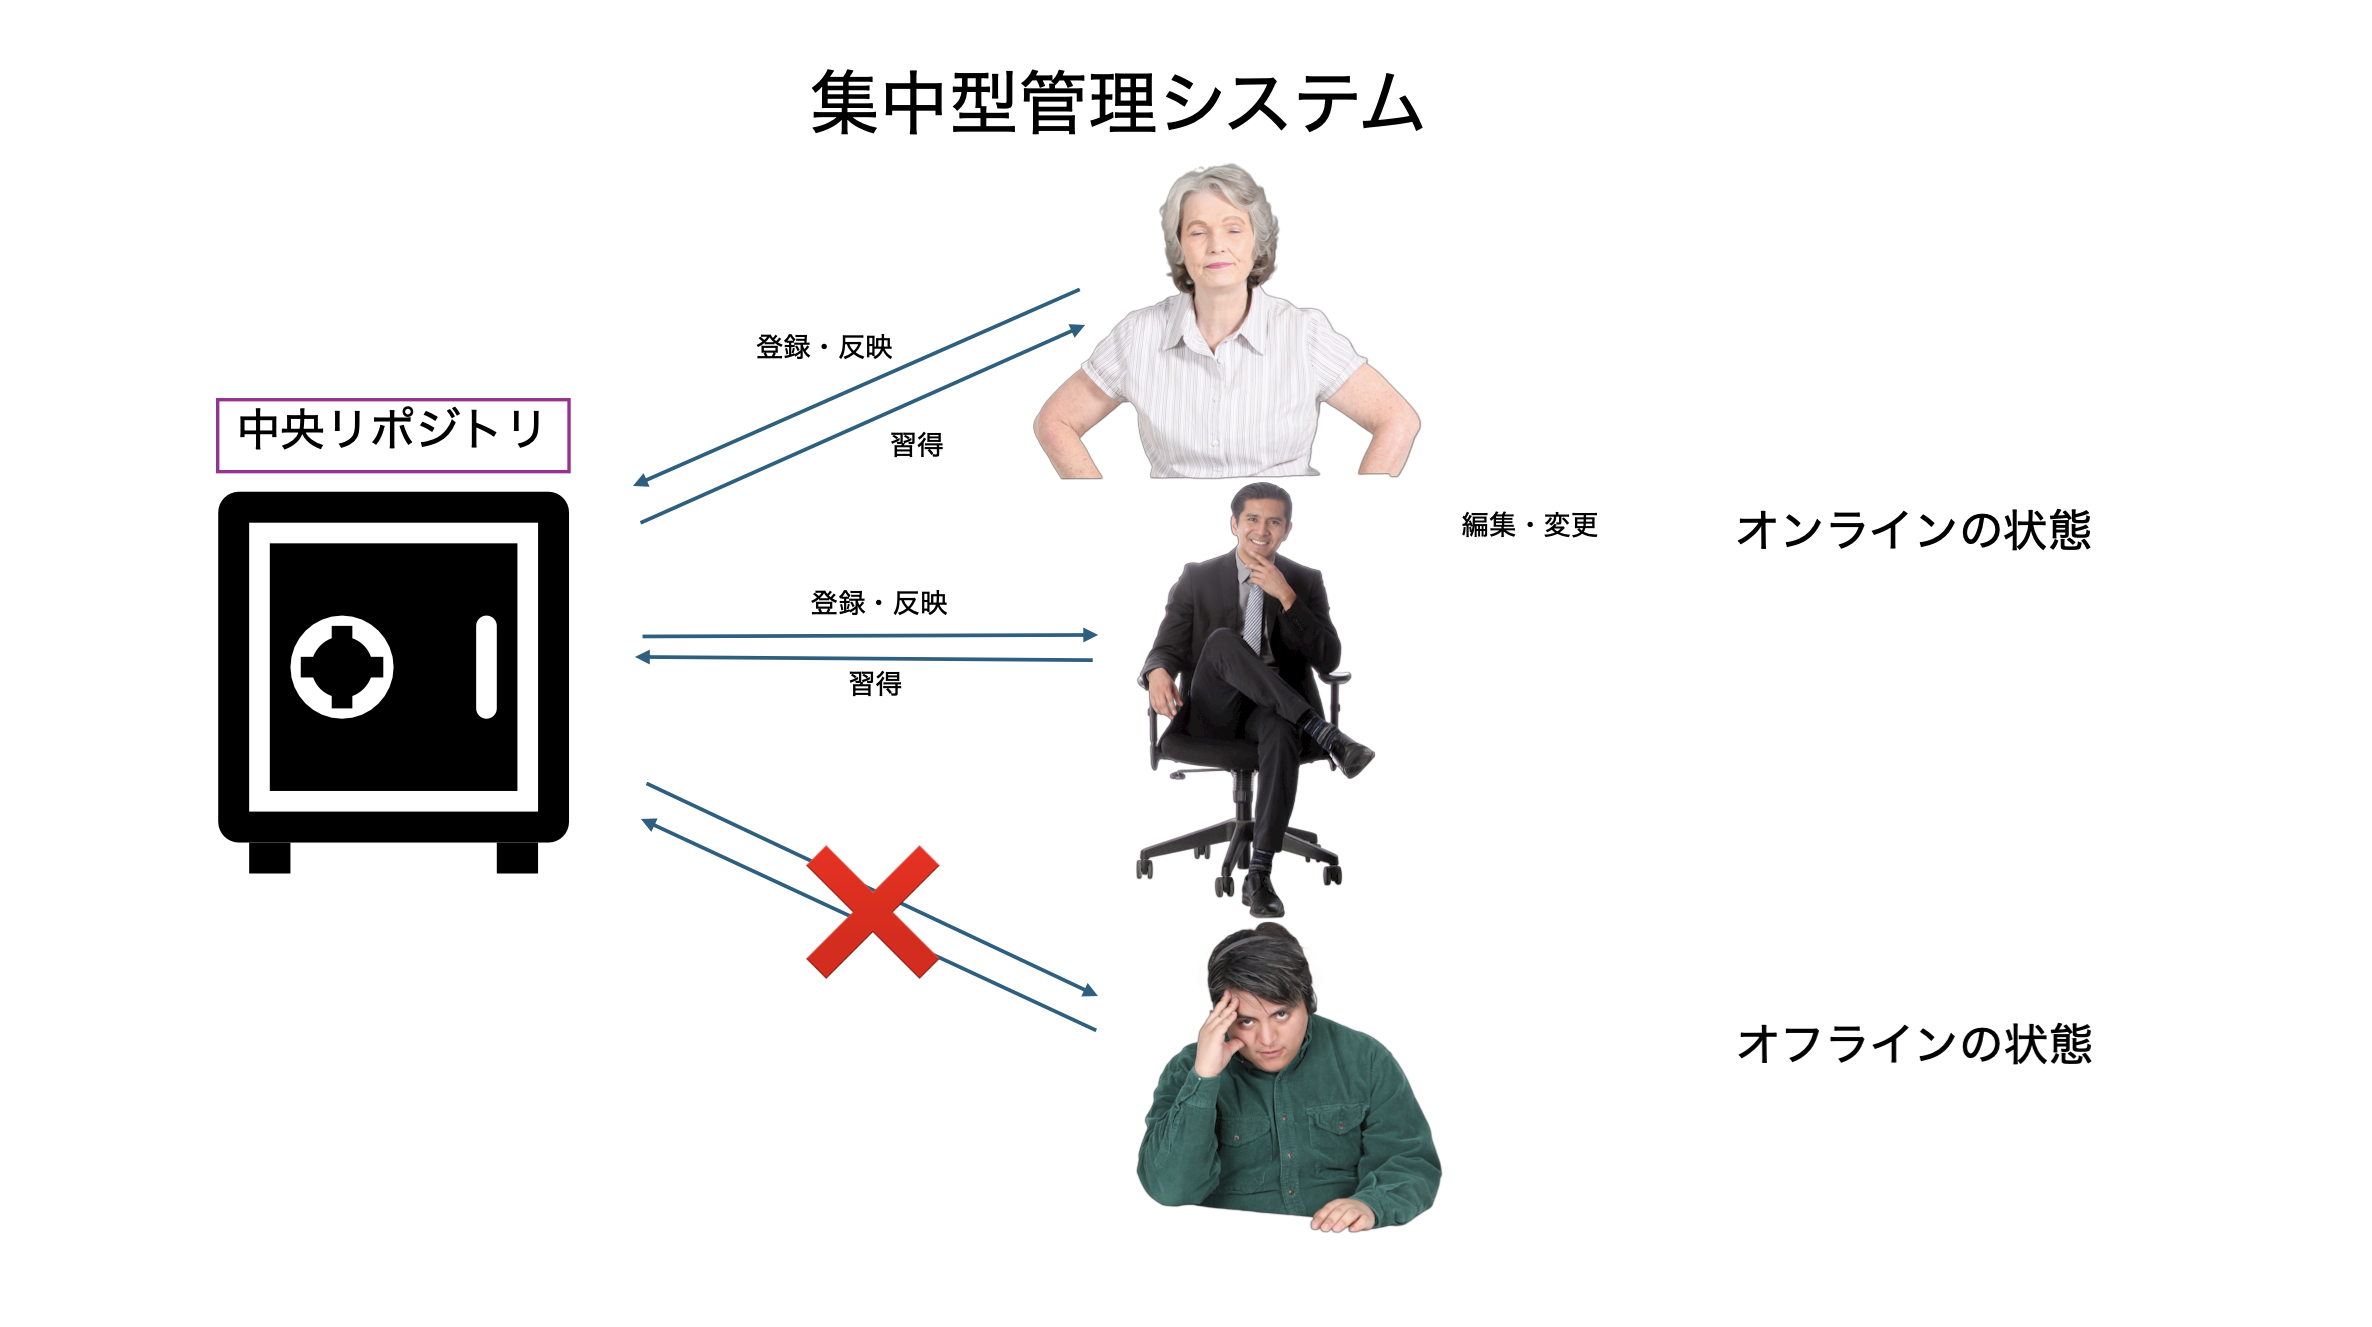 集中型管理システム
登録・反映
中央リポジトリ
習得
編集・変更
オンラインの状態
登録・反映
習得
オフラインの状態